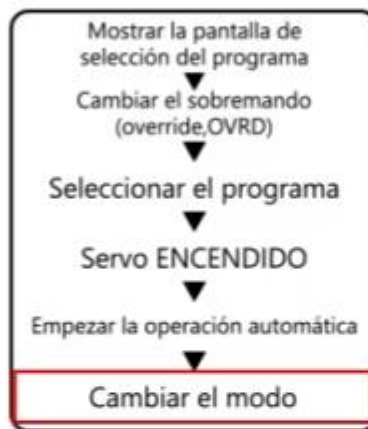 Mostrar la pantalla de
selección del programa
Cambiar el sobremando
(override,OVRD)
Seleccionar el programa
Servo ENCENDIDO
Empezar la operación automática
Cambiar el modo